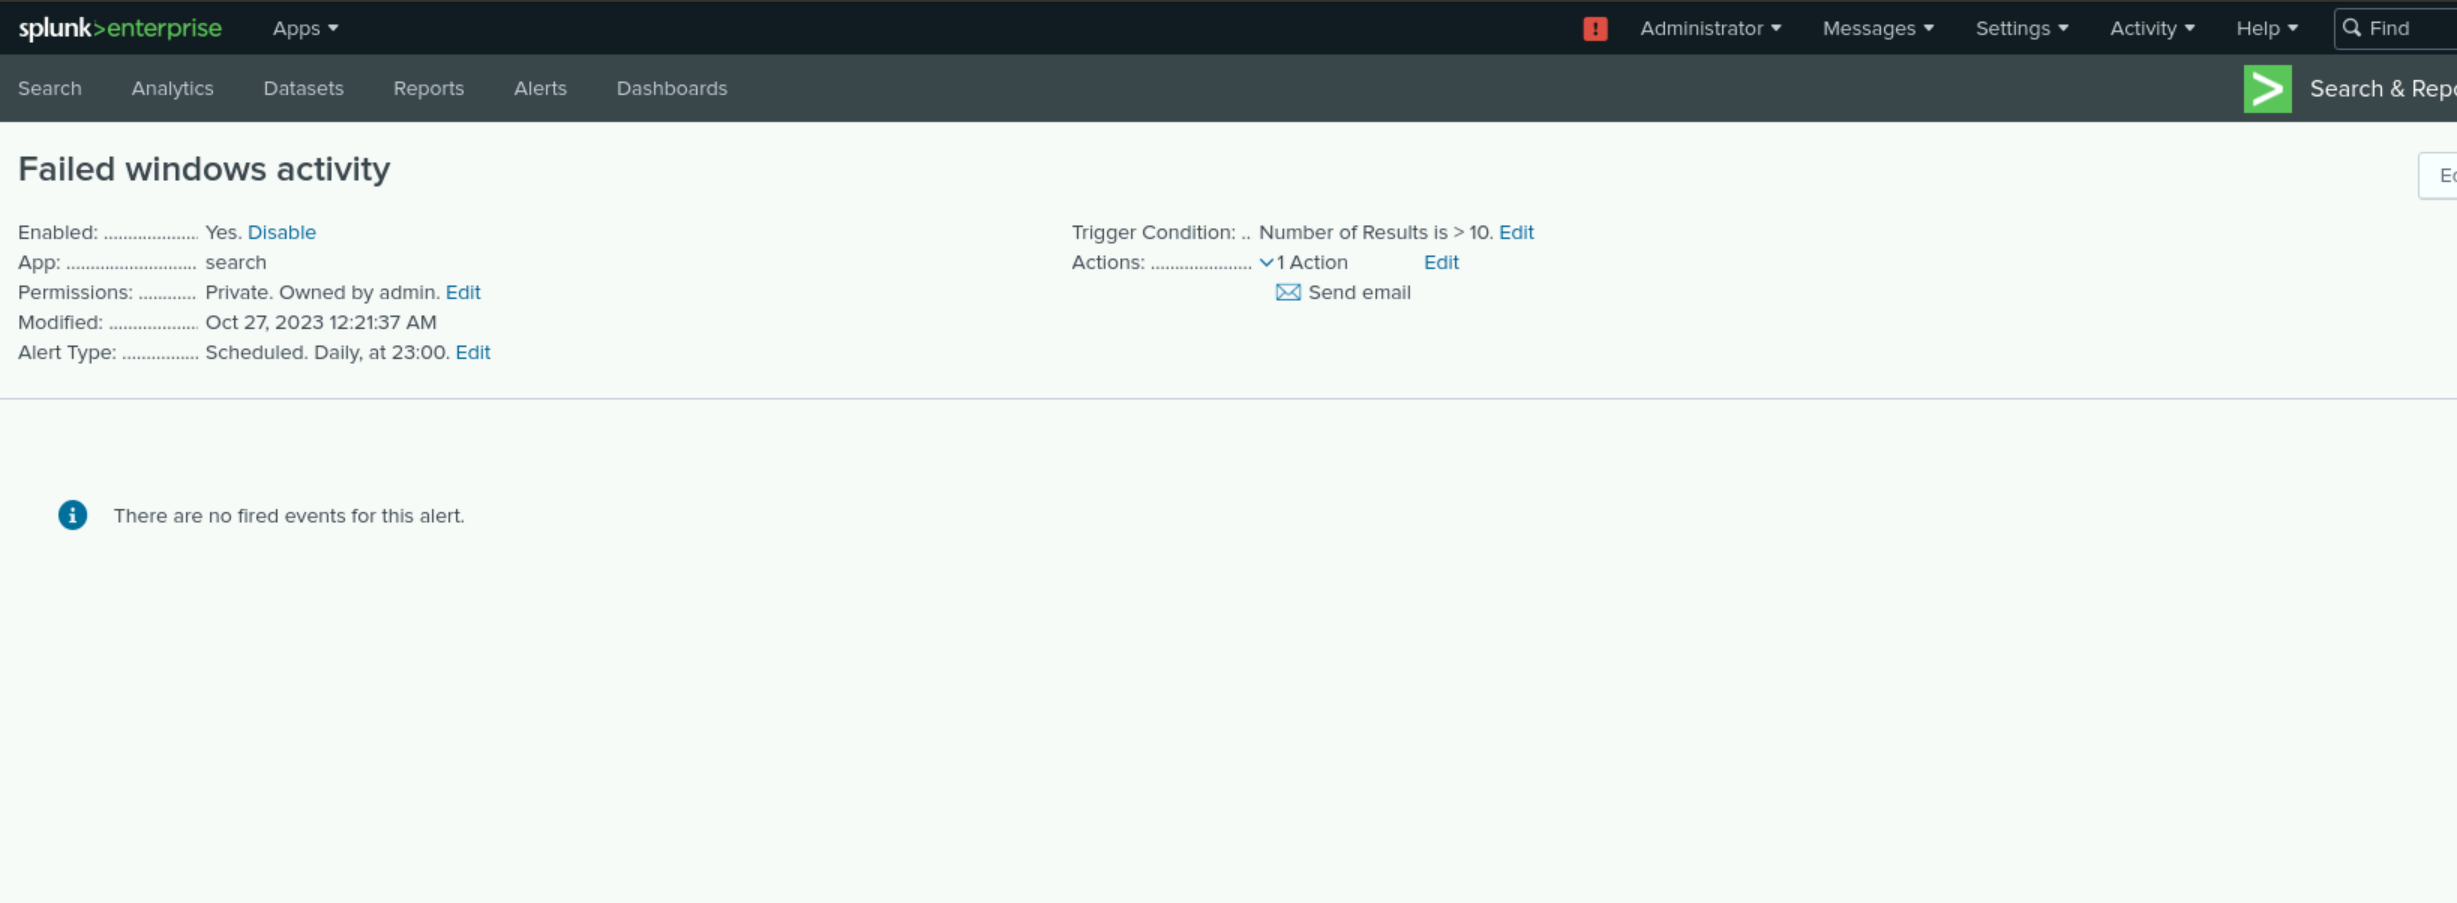 splunk>enterprise Apps Administrator Messages Settings Activity Help Find
Search Analytics Datasets Reports Alerts Dashboards Search & Repo
Failed windows activity
Enabled: .................... Yes. Disable
App: ........................... search
Permissions: ............ Private. Owned by admin. Edit
Modified: ................... Oct 27, 2023 12:21:37 AM
Alert Type: ................ Scheduled. Daily, at 23:00. Edit
Trigger Condition: .. Number of Results is > 10. Edit
Actions: ..................... 1 Action Edit
Send email
There are no fired events for this alert.